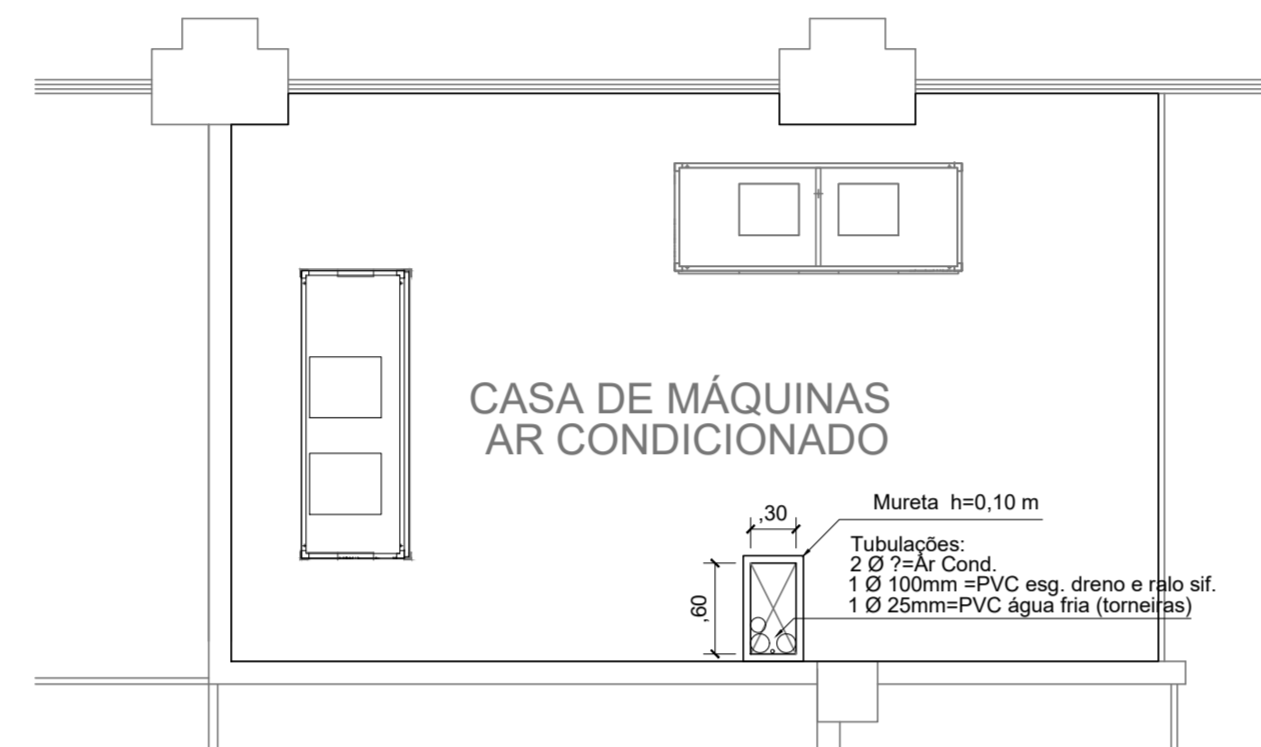 CASA DE MÁQUINAS
AR CONDICIONADO
Mureta h=0,10 m
,30
Tubulações:
2 Ø ?=Ar Cond.
1 Ø 100mm =PVC esg. dreno e ralo sif.
1 Ø 25mm=PVC água fria (torneiras)
,60